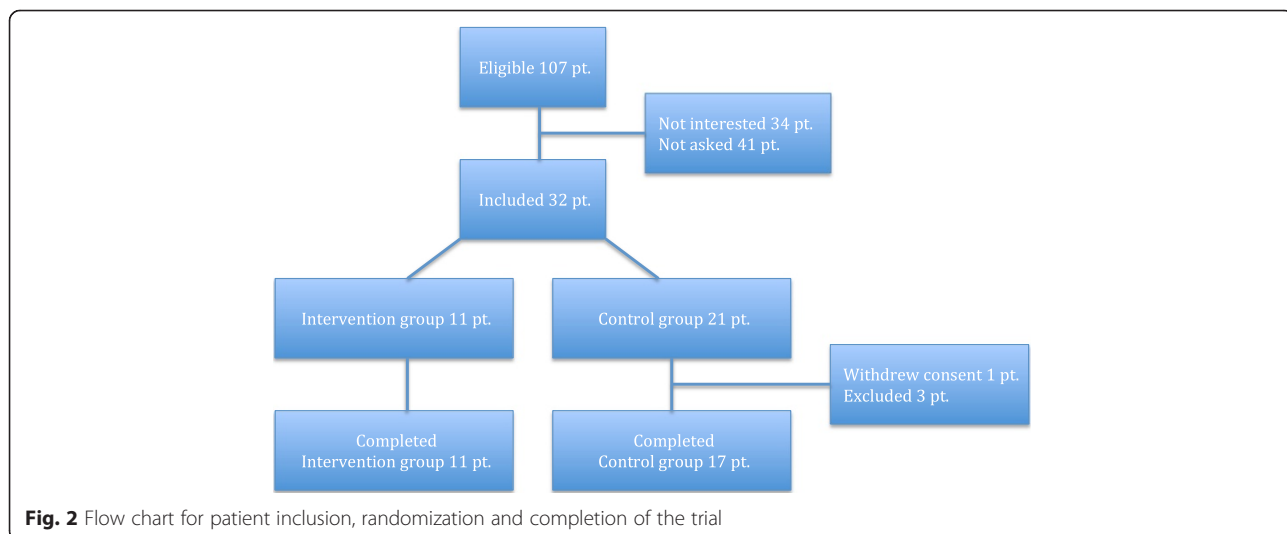 Eligible 107 pt.
Not interested 34 pt.
Not asked 41 pt.
Included 32 pt.
Intervention group 11 pt.
Control group 21 pt.
Withdrew consent 1 pt.
Excluded 3 pt.
Completed
Intervention group 11 pt.
Completed
Control group 17 pt.
Fig. 2 Flow chart for patient inclusion, randomization and completion of the trial